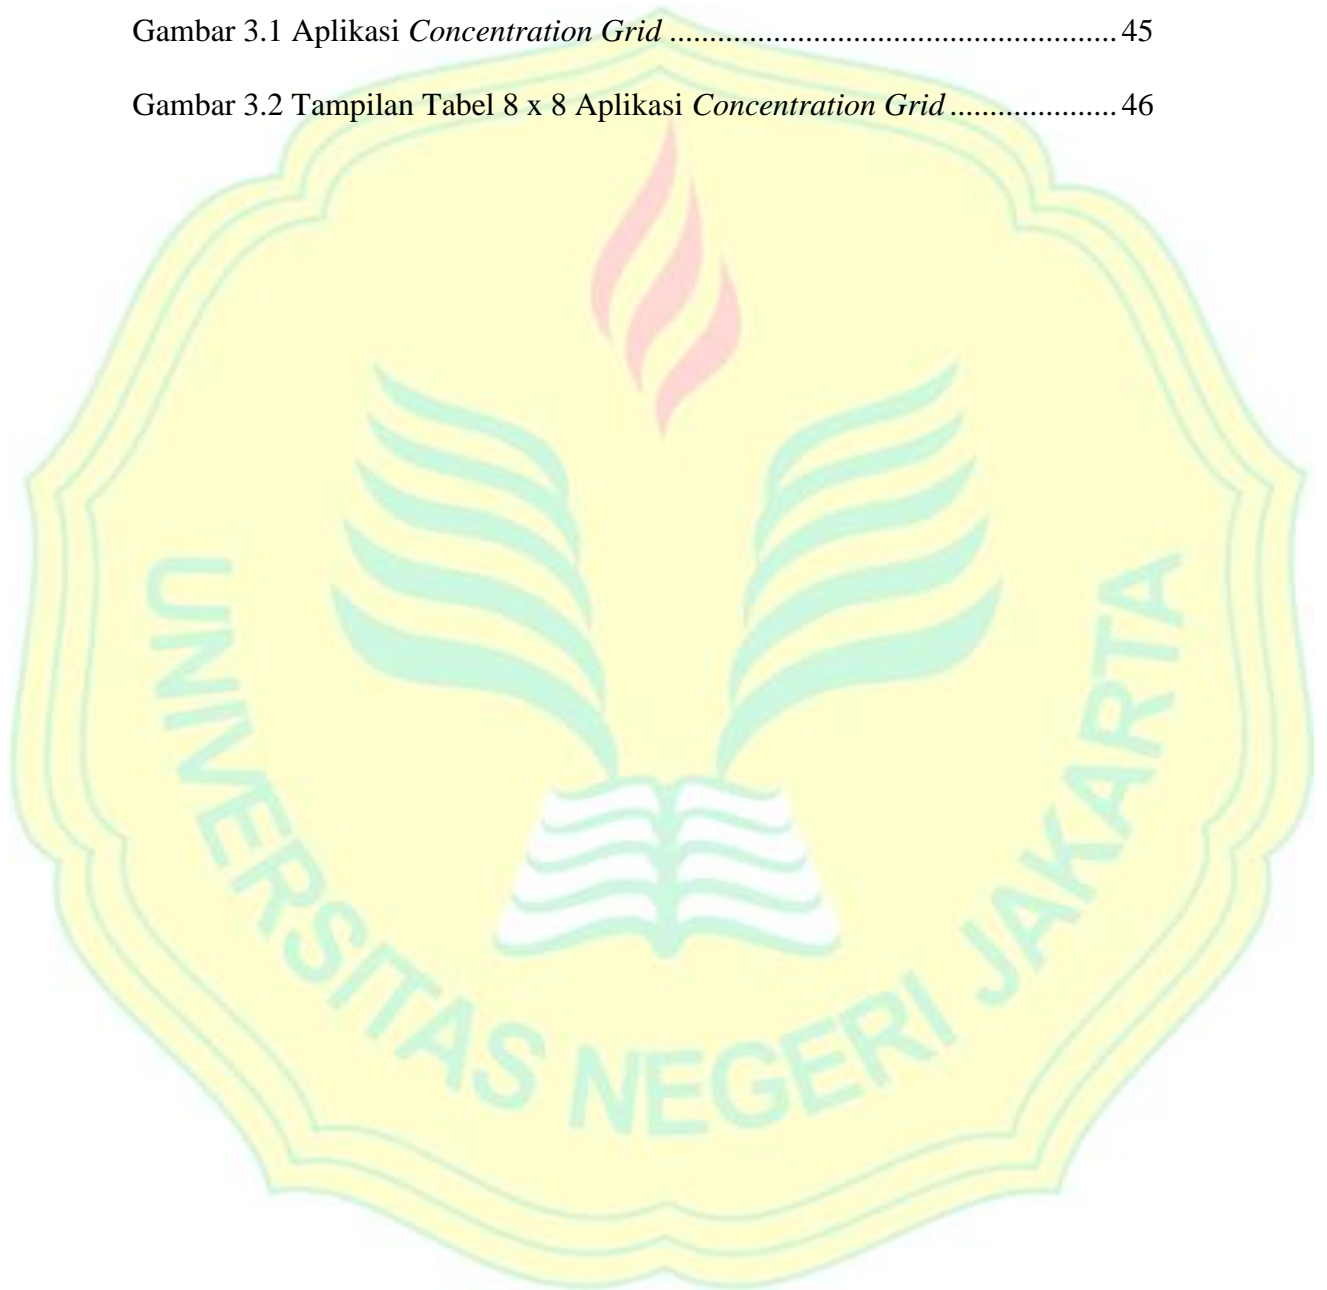 Gambar 3.1 Aplikasi Concentration Grid ......................................................... 45
Gambar 3.2 Tampilan Tabel 8 x 8 Aplikasi Concentration Grid ..................... 46
UNIVERSITAS NEGERI JAKARTA